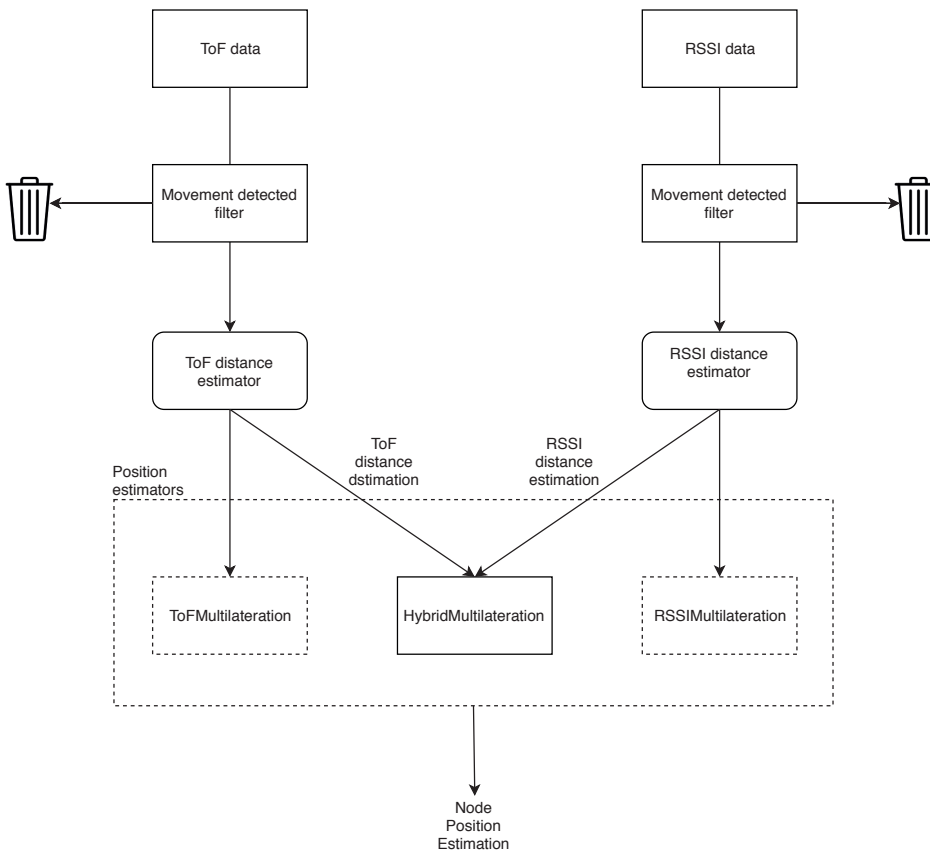 ToF data
RSSI data
Movement detected
filter
Movement detected
filter
ToF distance
estimator
RSSI distance
estimator
ToF
distance
dstimation
RSSI
distance
estimation
Position
estimators
ToFMultilateration
HybridMultilateration
RSSIMultilateration
Node
Position
Estimation